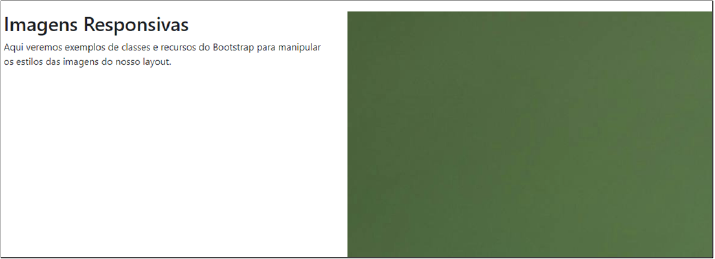 Imagens Responsivas
Aqui veremos exemplos de classes e recursos do Bootstrap para manipular
os estilos das imagens do nosso layout.